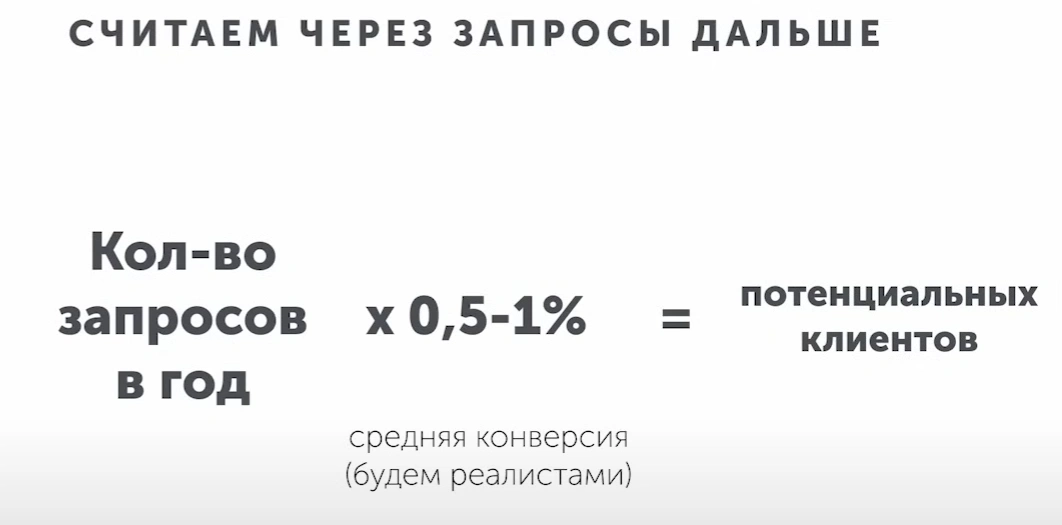 СЧИТАЕМ ЧЕРЕЗ ЗАПРОСЫ ДАЛЬШЕ
Кол-во
запросов
в год
х 0,5-1%
=
потенциальных
клиентов
средняя конверсия
(будем реалистами)